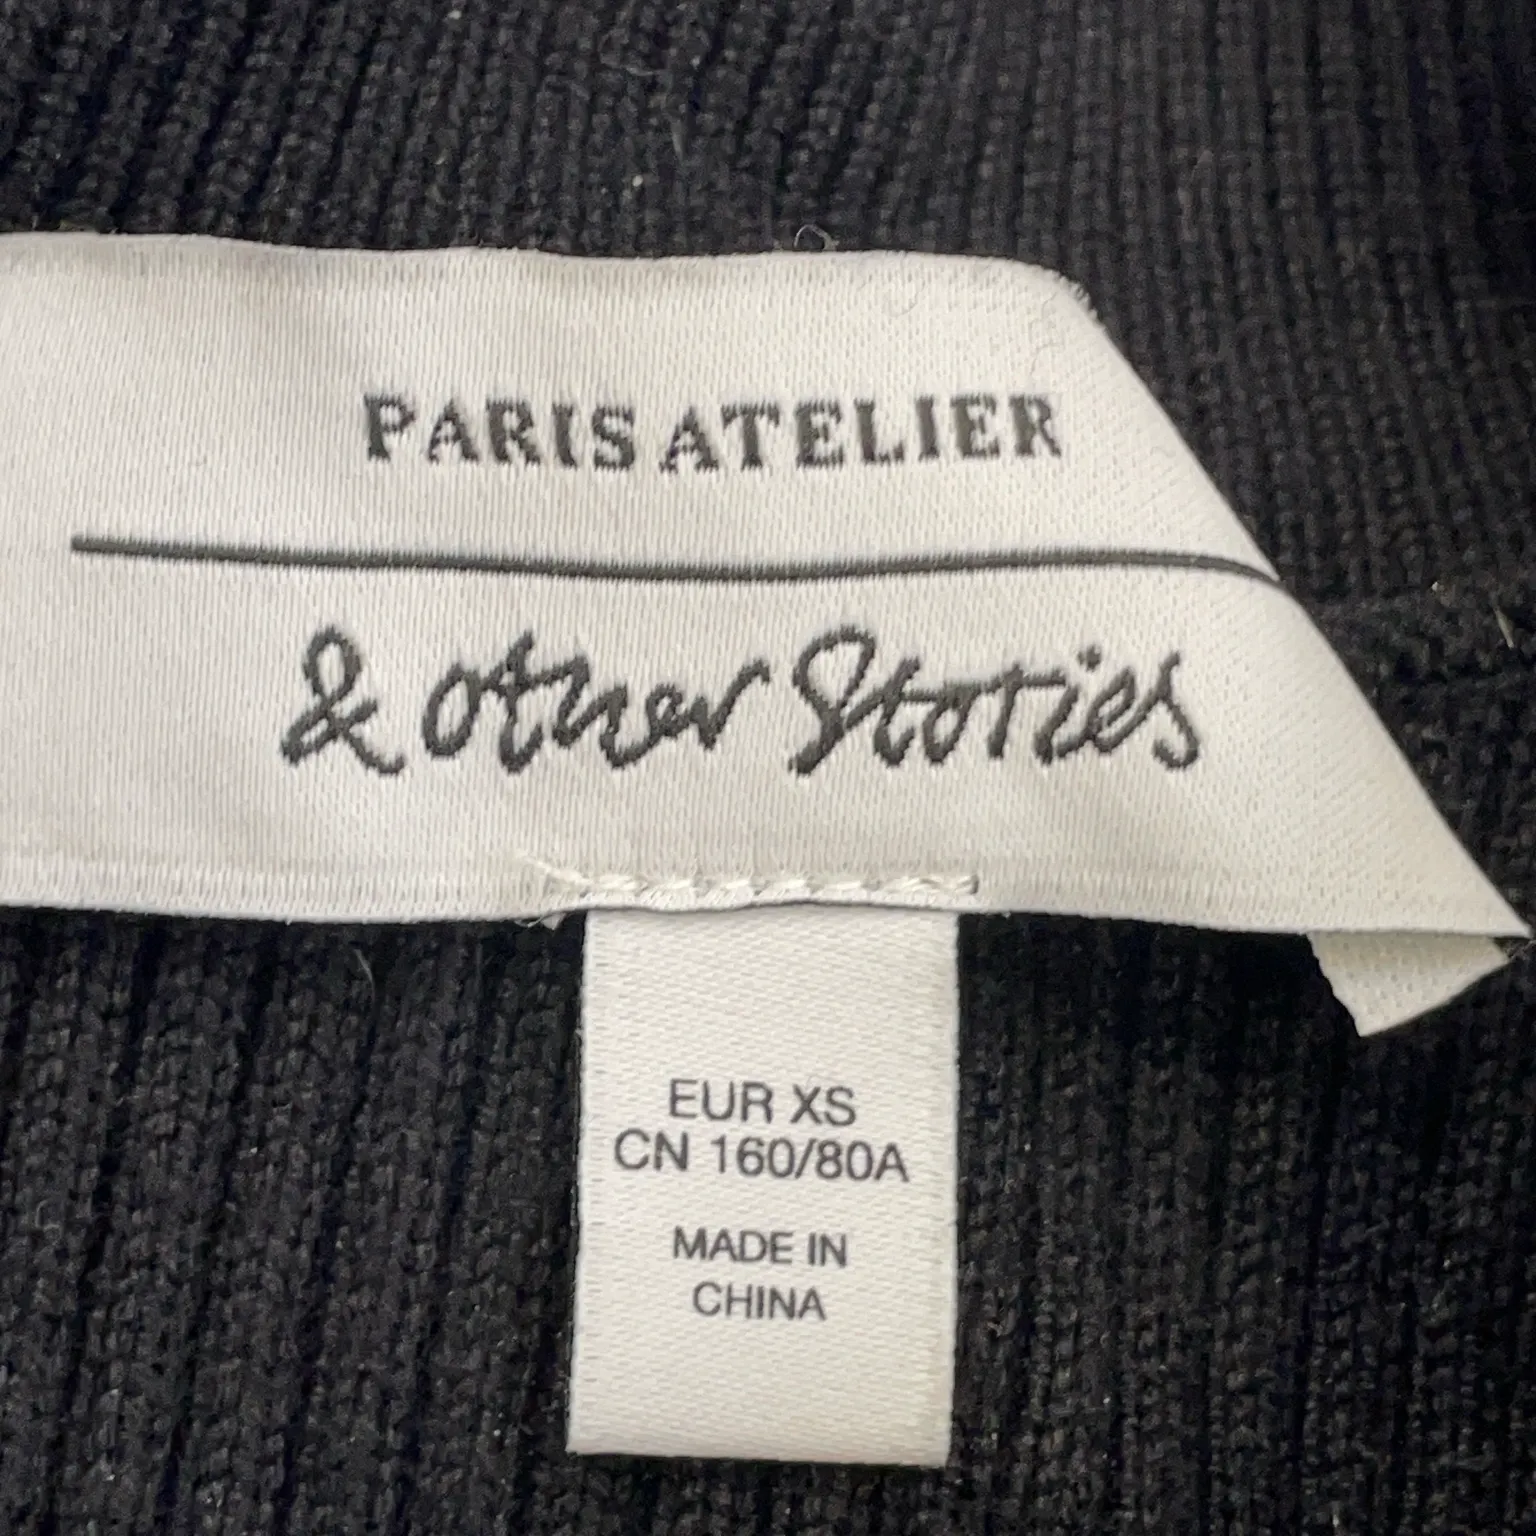 PARIS ATELIER
& other Stories
EUR XS
CN 160/80A
MADE IN
CHINA